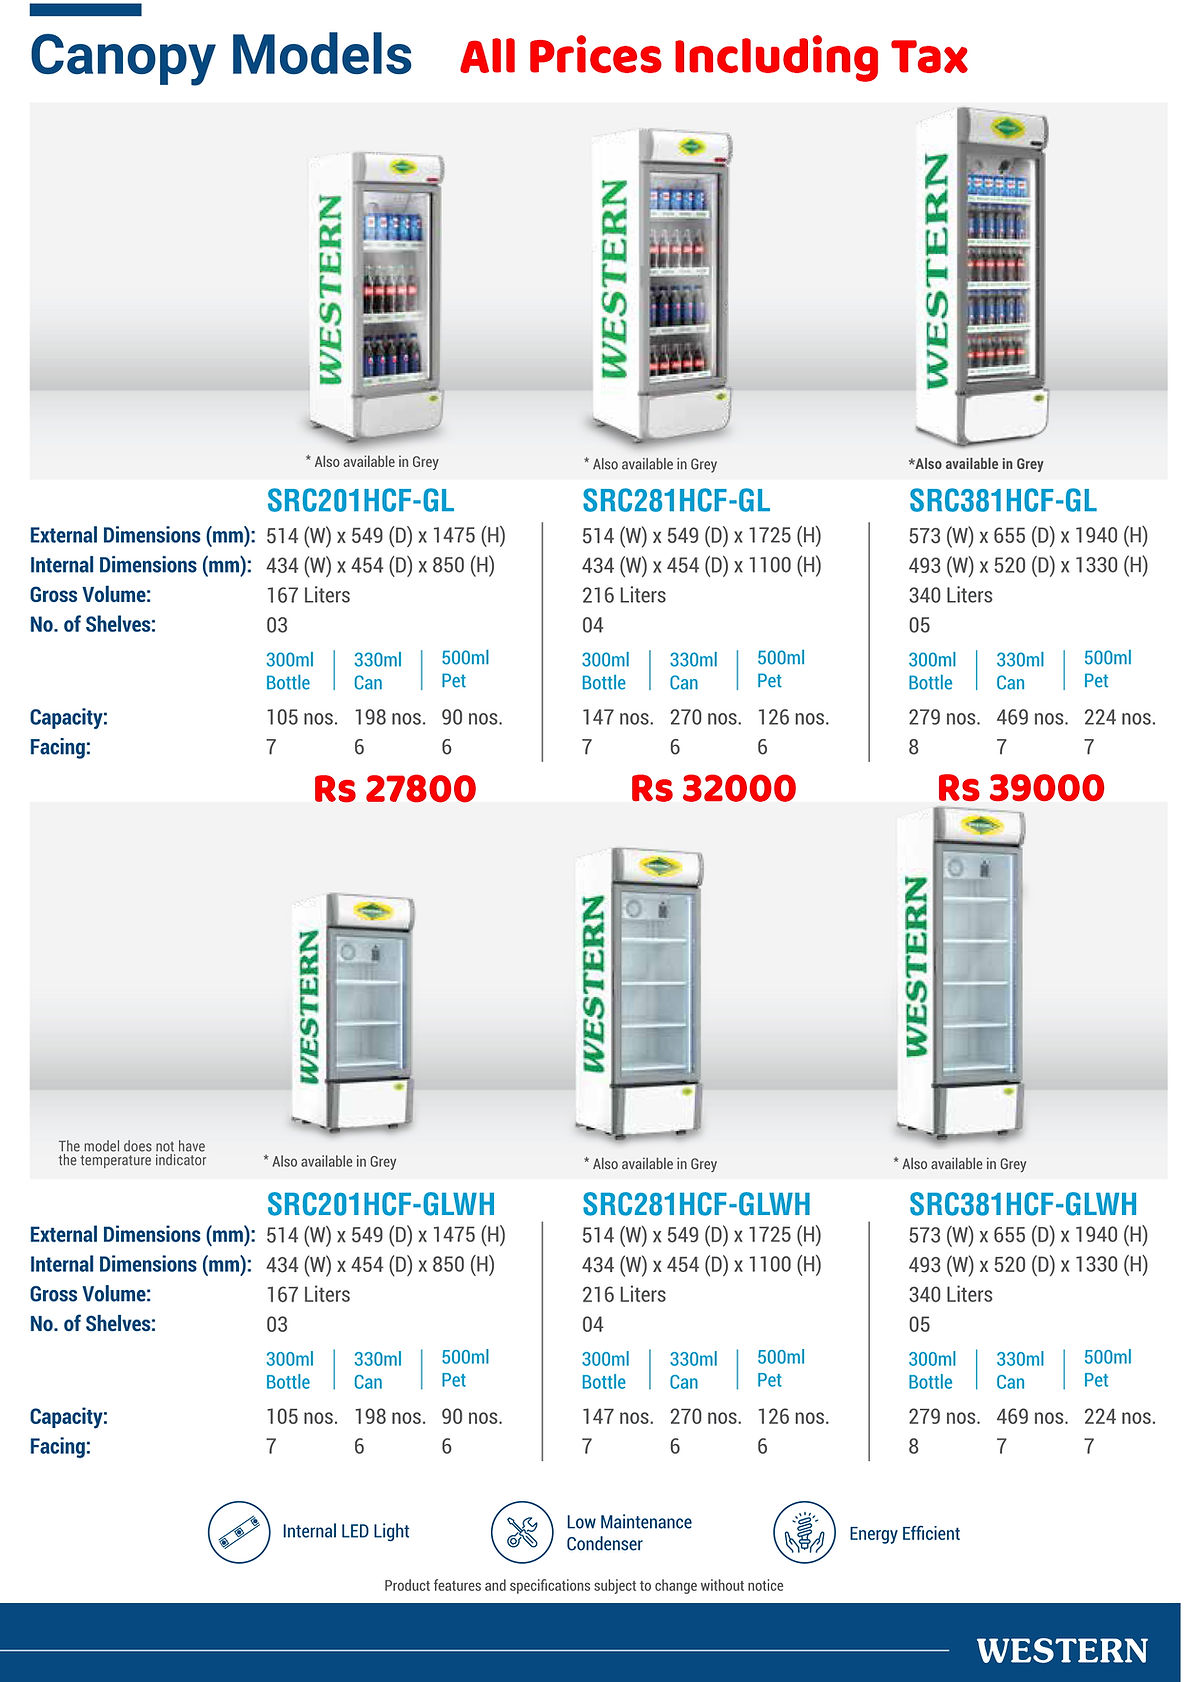 Canopy Models
All Prices Including Tax
WESTERN
WESTERN
WESTERN
* Also available in Grey
* Also available in Grey
*Also available in Grey
SRC201HCF-GL
SRC281HCF-GL
SRC381HCF-GL
External Dimensions (mm): 514 (W) x 549 (D) x 1475 (H) 514 (W) x 549 (D) x 1725 (H) 573 (W) x 655 (D) x 1940 (H)
Internal Dimensions (mm): 434 (W) x 454 (D) x 850 (H) 434 (W) x 454 (D) x 1100 (H) 493 (W) x 520 (D) x 1330 (H)
Gross Volume: 167 Liters 216 Liters 340 Liters
No. of Shelves: 03 04 05
300ml 330ml 500ml 300ml 330ml 500ml 300ml 330ml 500ml
Bottle Can Pet Bottle Can Pet Bottle Can Pet
Capacity: 105 nos. 198 nos. 90 nos. 147 nos. 270 nos. 126 nos. 279 nos. 469 nos. 224 nos.
Facing: 7 6 6 7 6 6 8 7 7
Rs 27800 Rs 32000 Rs 39000
WESTERN
WESTERN
WESTERN
The model does not have
the temperature indicator
* Also available in Grey
* Also available in Grey
* Also available in Grey
SRC201HCF-GLWH
SRC281HCF-GLWH
SRC381HCF-GLWH
External Dimensions (mm): 514 (W) x 549 (D) x 1475 (H) 514 (W) x 549 (D) x 1725 (H) 573 (W) x 655 (D) x 1940 (H)
Internal Dimensions (mm): 434 (W) x 454 (D) x 850 (H) 434 (W) x 454 (D) x 1100 (H) 493 (W) x 520 (D) x 1330 (H)
Gross Volume: 167 Liters 216 Liters 340 Liters
No. of Shelves: 03 04 05
300ml 330ml 500ml 300ml 330ml 500ml 300ml 330ml 500ml
Bottle Can Pet Bottle Can Pet Bottle Can Pet
Capacity: 105 nos. 198 nos. 90 nos. 147 nos. 270 nos. 126 nos. 279 nos. 469 nos. 224 nos.
Facing: 7 6 6 7 6 6 8 7 7
Internal LED Light
Low Maintenance
Condenser
Energy Efficient
Product features and specifications subject to change without notice
WESTERN